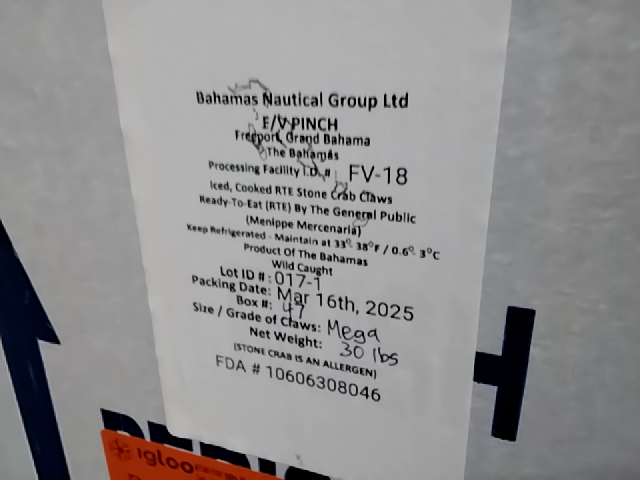 Bahamas Nautical Group Ltd
F/V PINCH
Freeport, Grand Bahama
The Bahamas
Processing Facility I.D. #: FV-18
Iced, Cooked RTE Stone Crab Claws
Ready-To-Eat (RTE) By The General Public
(Menippe Mercenaria)
Keep Refrigerated - Maintain at 33° 38°F / 0.6° 3°C
Product Of The Bahamas
Wild Caught
Lot ID #: 017-1
Packing Date: Mar 16th, 2025
Box #: 47
Size / Grade of Claws: Mega
Net Weight: 30 lbs
(STONE CRAB IS AN ALLERGEN)
FDA # 10606308046
H
igloo